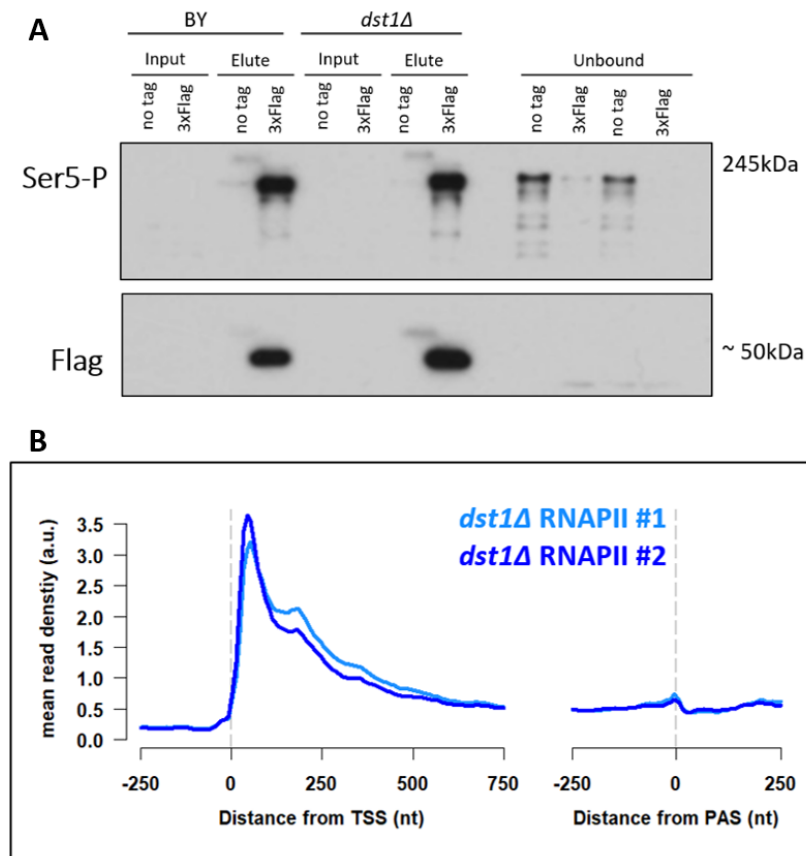 A
BY dst1Δ
Input Elute Input Elute Unbound
no tag 3xFlag no tag 3xFlag no tag 3xFlag no tag 3xFlag no tag 3xFlag no tag 3xFlag
Ser5-P 245kDa
Flag ~ 50kDa
B
dst1Δ RNAPII #1
dst1Δ RNAPII #2
mean read denstiy (a.u.)
3.5
3.0
2.5
2.0
1.5
1.0
0.5
0.0
-250 0 250 500 750 -250 0 250
Distance from TSS (nt) Distance from PAS (nt)